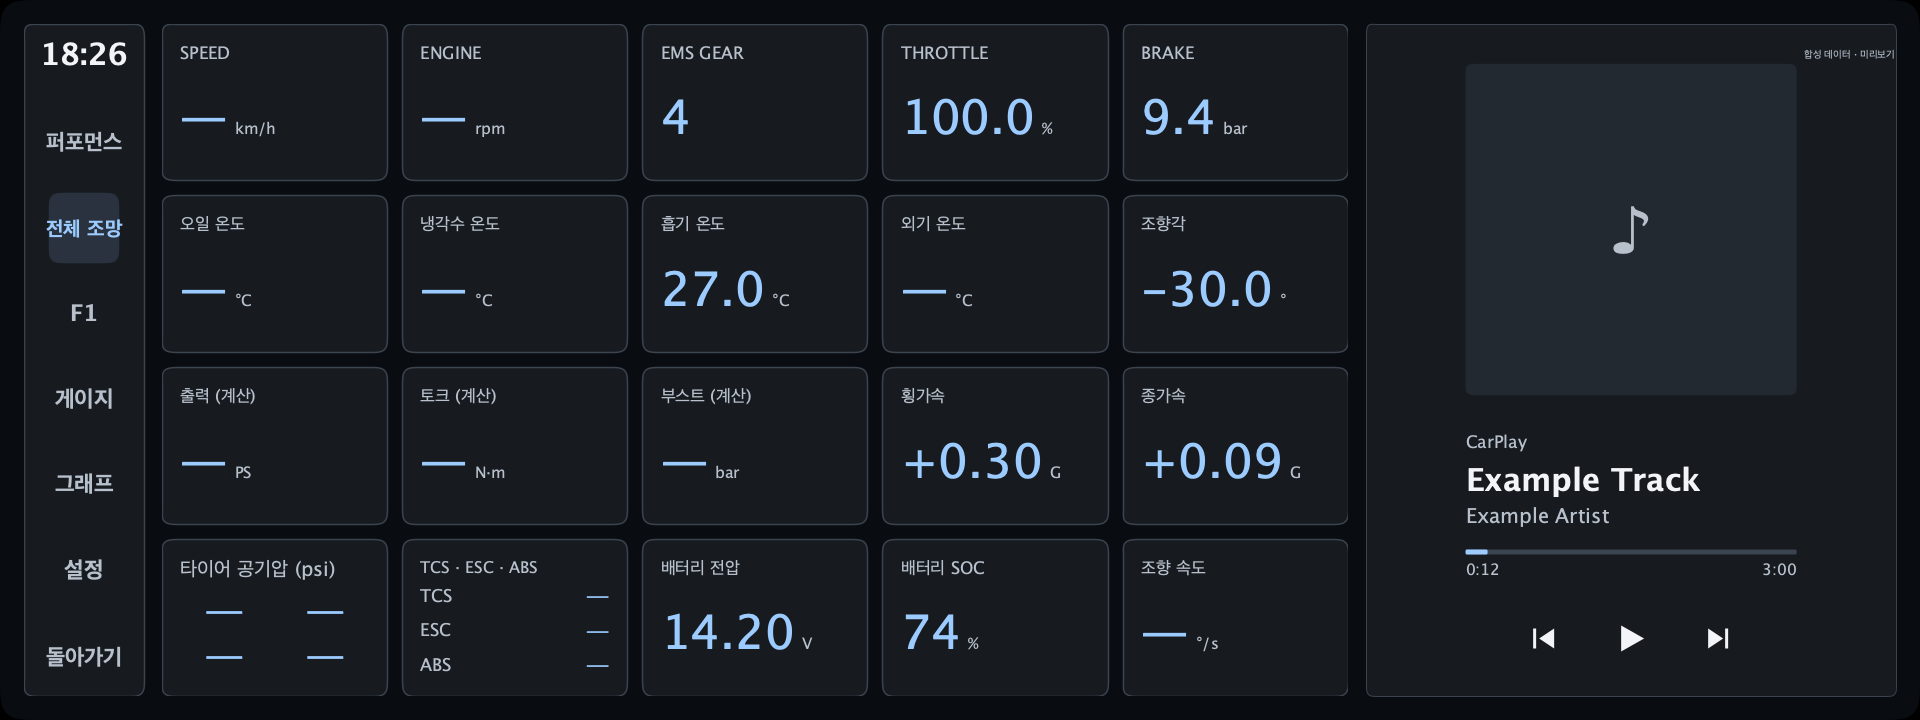 18:26
퍼포먼스
전체 조망
F1
게이지
그래프
설정
돌아가기
SPEED
— km/h
ENGINE
— rpm
EMS GEAR
4
THROTTLE
100.0 %
BRAKE
9.4 bar
오일 온도
— °C
냉각수 온도
— °C
흡기 온도
27.0 °C
외기 온도
— °C
조향각
−30.0 °
출력 (계산)
— PS
토크 (계산)
— N·m
부스트 (계산)
— bar
횡가속
+0.30 G
종가속
+0.09 G
타이어 공기압 (psi)
— —
— —
TCS · ESC · ABS
TCS —
ESC —
ABS —
배터리 전압
14.20 V
배터리 SOC
74 %
조향 속도
— °/s
합성 데이터 · 미리보기
CarPlay
Example Track
Example Artist
0:12 3:00